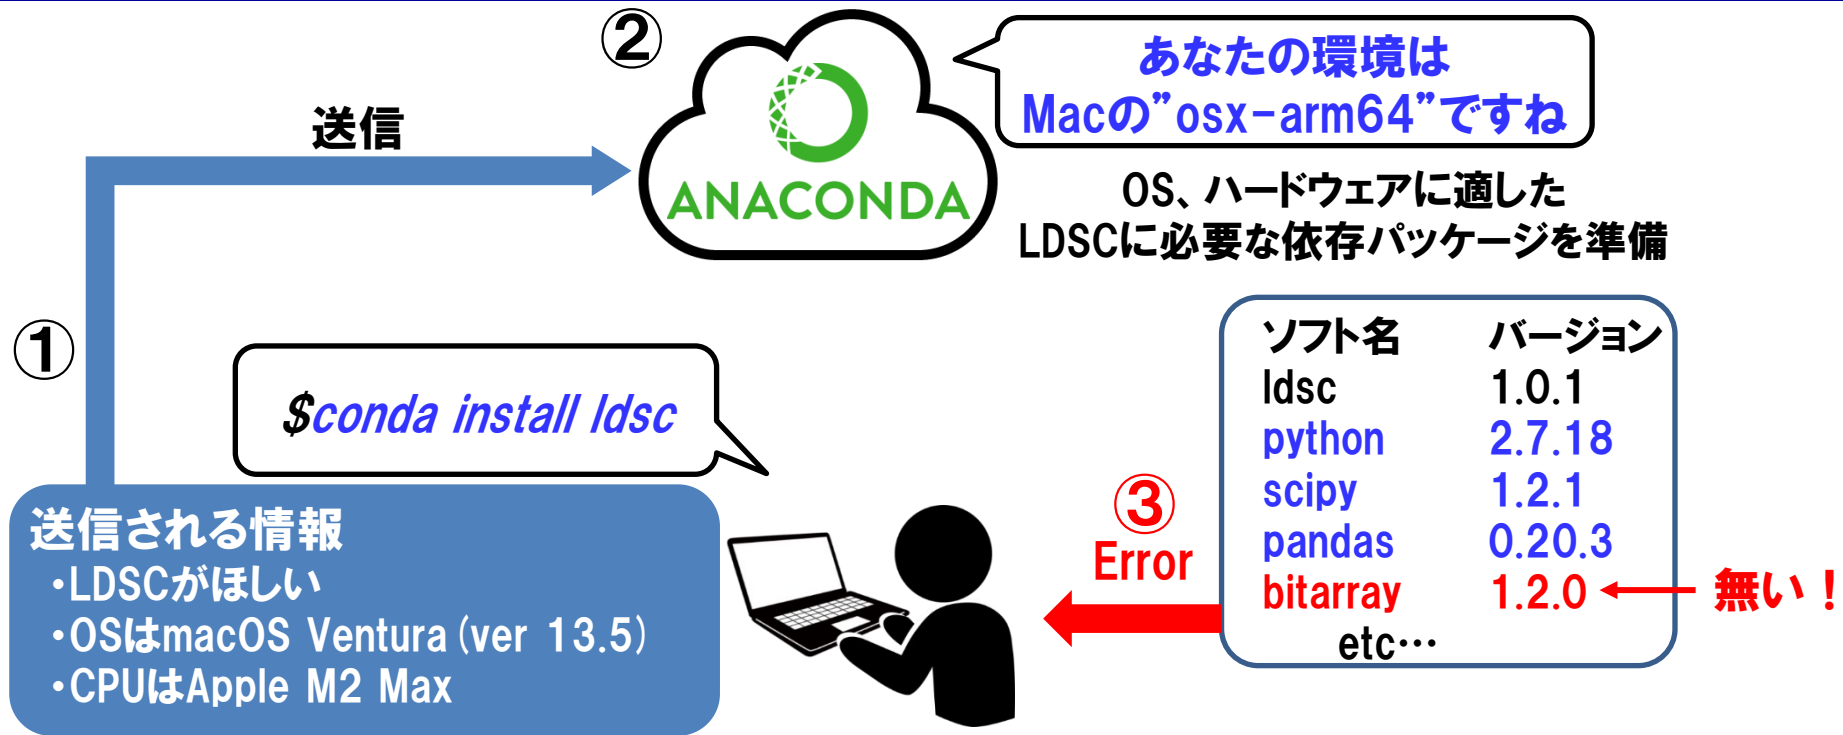 ②
あなたの環境は
Macの”osx-arm64”ですね
送信
ANACONDA
OS、ハードウェアに適した
LDSCに必要な依存パッケージを準備
①
$conda install ldsc
送信される情報
・LDSCがほしい
・OSはmacOS Ventura(ver 13.5)
・CPUはApple M2 Max
③
Error
ソフト名 バージョン
ldsc 1.0.1
python 2.7.18
scipy 1.2.1
pandas 0.20.3
bitarray 1.2.0 無い！
etc…